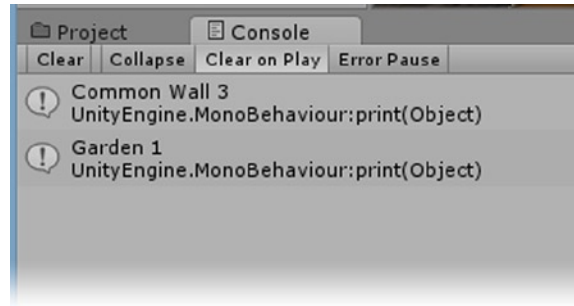 Project Console
Clear Collapse Clear on Play Error Pause
Common Wall 3
UnityEngine.MonoBehaviour:print(Object)
Garden 1
UnityEngine.MonoBehaviour:print(Object)